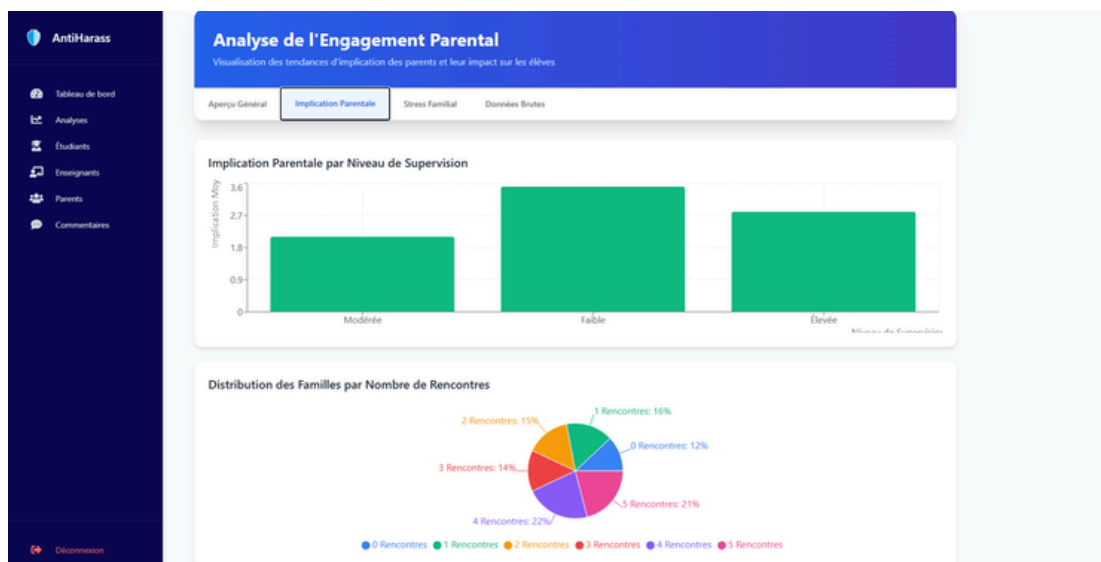 AntiHarass
Tableau de bord
Analyses
Étudiants
Enseignants
Parents
Commentaires
Déconnexion
Analyse de l'Engagement Parental
Visualisation des tendances d'implication des parents et leur impact sur les élèves
Aperçu Général
Implication Parentale
Stress Familial
Données Brutes
Implication Parentale par Niveau de Supervision
Implication Moy
3.6
2.7
1.8
0.9
0
Modérée
Faible
Élevée
Niveau de Supervision
Distribution des Familles par Nombre de Rencontres
2 Rencontres: 15%
1 Rencontres: 16%
0 Rencontres: 12%
3 Rencontres: 14%
5 Rencontres: 21%
4 Rencontres: 22%
0 Rencontres
1 Rencontres
2 Rencontres
3 Rencontres
4 Rencontres
5 Rencontres